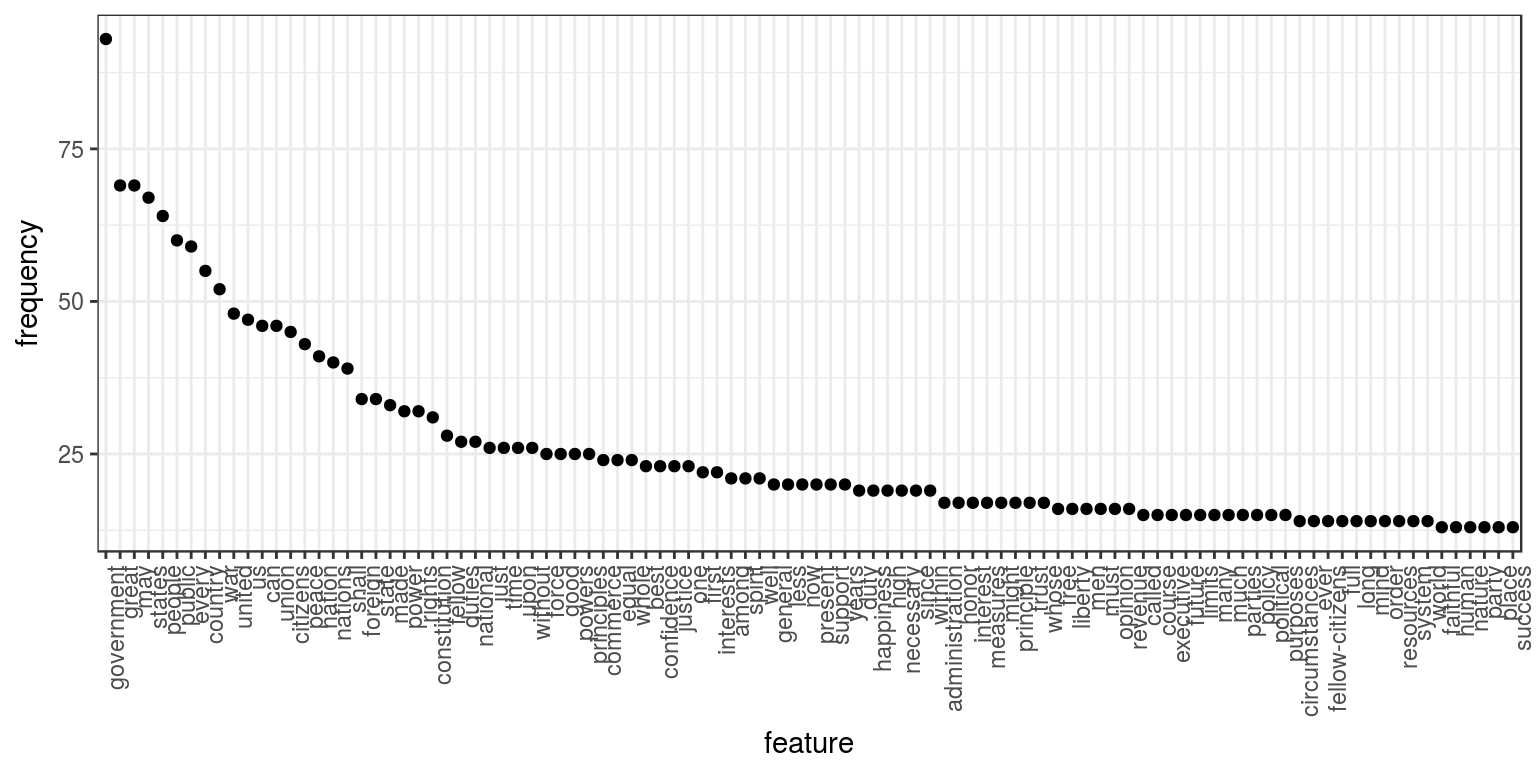 75
50
25
frequency
government
great
may
states
people
public
every
country
war
united
us
can
union
citizens
peace
nation
nations
shall
foreign
state
made
power
rights
constitution
fellow
duties
national
just
time
upon
without
force
good
powers
principles
commerce
equal
whole
best
confidence
justice
one
first
interests
among
spirit
well
general
less
now
present
support
years
duty
happiness
high
necessary
since
within
administration
honor
interest
measures
might
principle
trust
whose
free
liberty
men
must
opinion
revenue
called
course
executive
future
limits
many
much
parties
policy
political
purposes
circumstances
ever
fellow-citizens
full
long
mind
order
resources
system
world
faithful
human
nature
party
place
success
feature